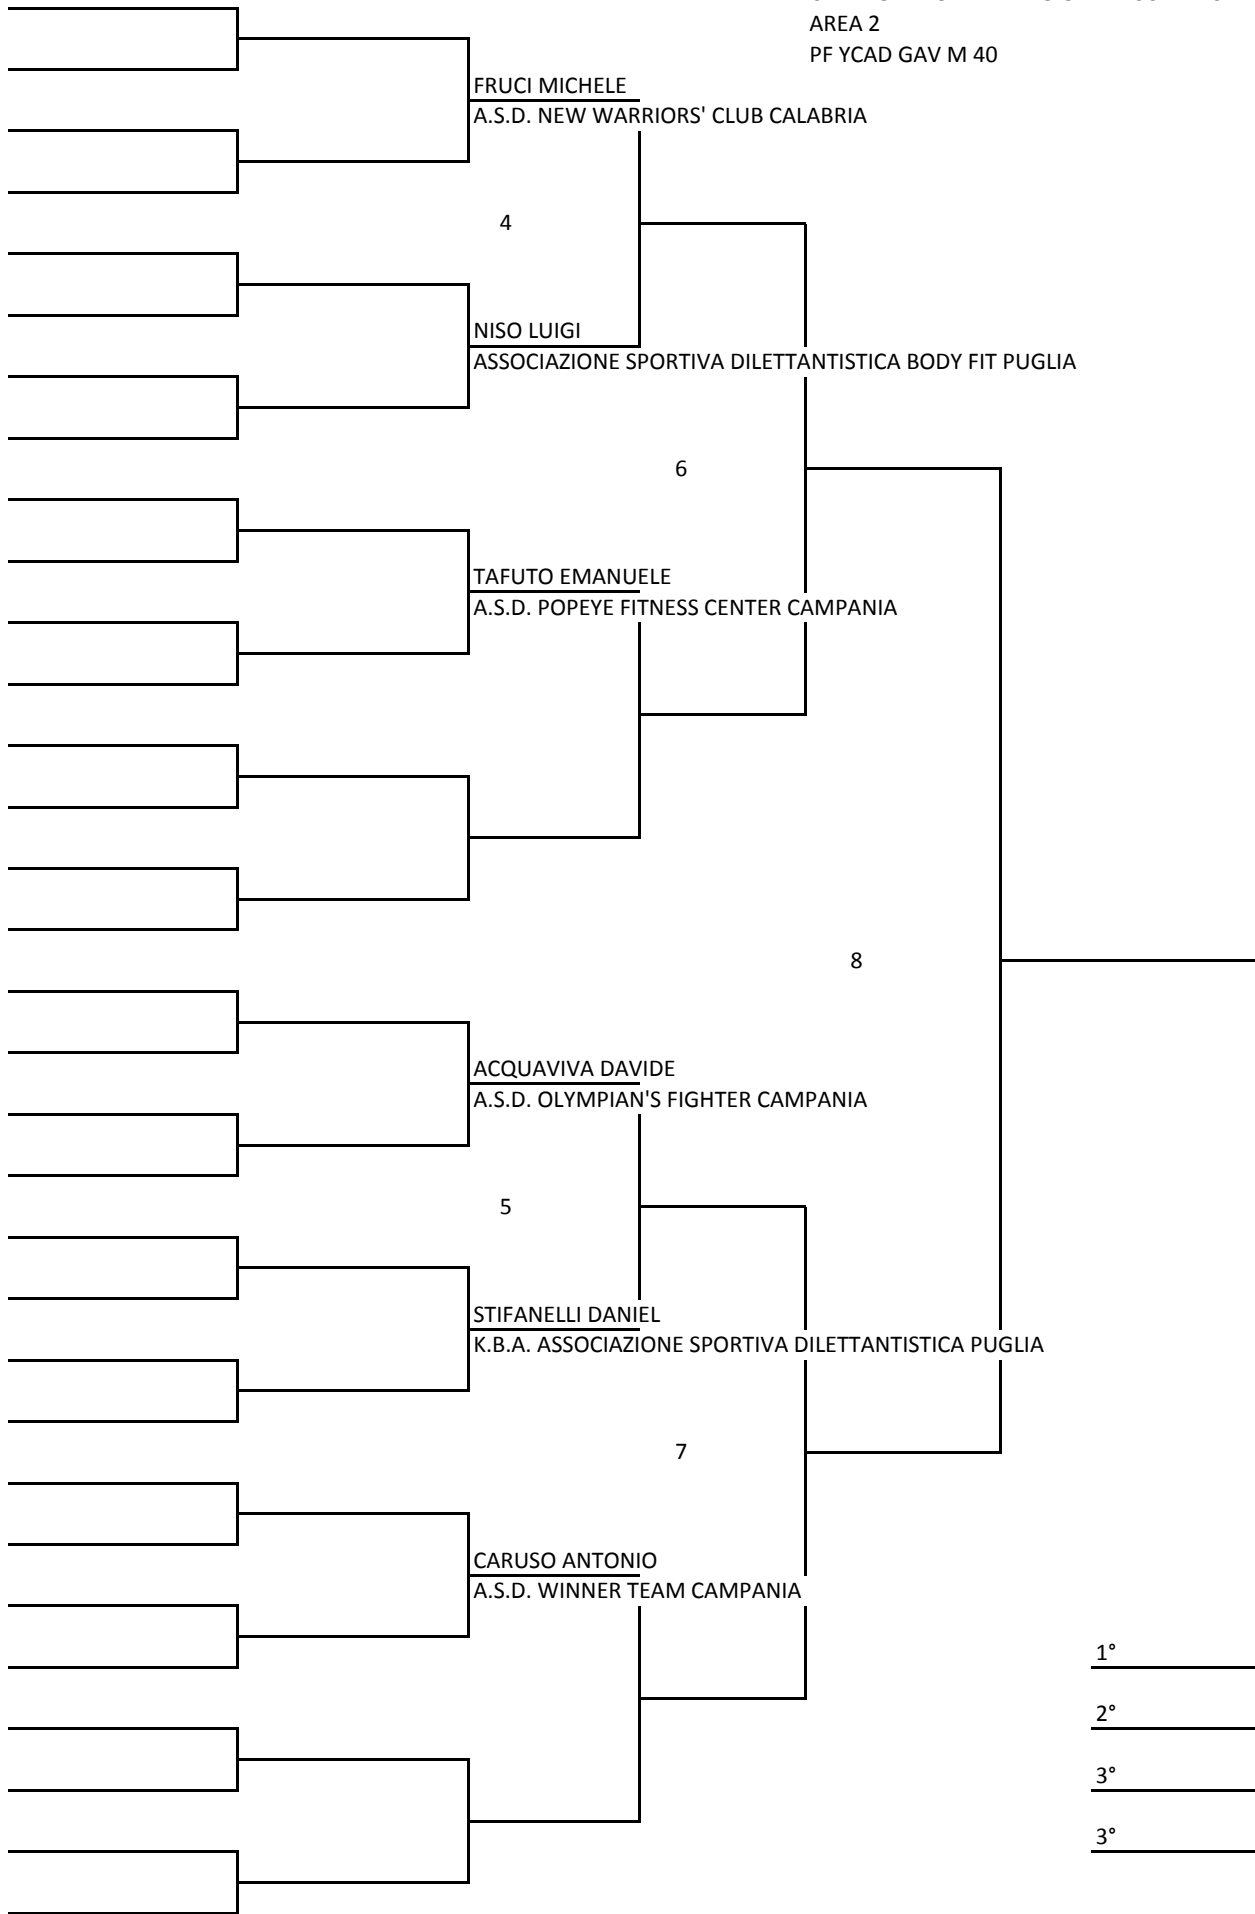 AREA 2
PF YCAD GAV M 40
FRUCI MICHELE
A.S.D. NEW WARRIORS' CLUB CALABRIA
4
NISO LUIGI
ASSOCIAZIONE SPORTIVA DILETTANTISTICA BODY FIT PUGLIA
6
TAFUTO EMANUELE
A.S.D. POPEYE FITNESS CENTER CAMPANIA
8
ACQUAVIVA DAVIDE
A.S.D. OLYMPIAN'S FIGHTER CAMPANIA
5
STIFANELLI DANIEL
K.B.A. ASSOCIAZIONE SPORTIVA DILETTANTISTICA PUGLIA
7
CARUSO ANTONIO
A.S.D. WINNER TEAM CAMPANIA
1°
2°
3°
3°